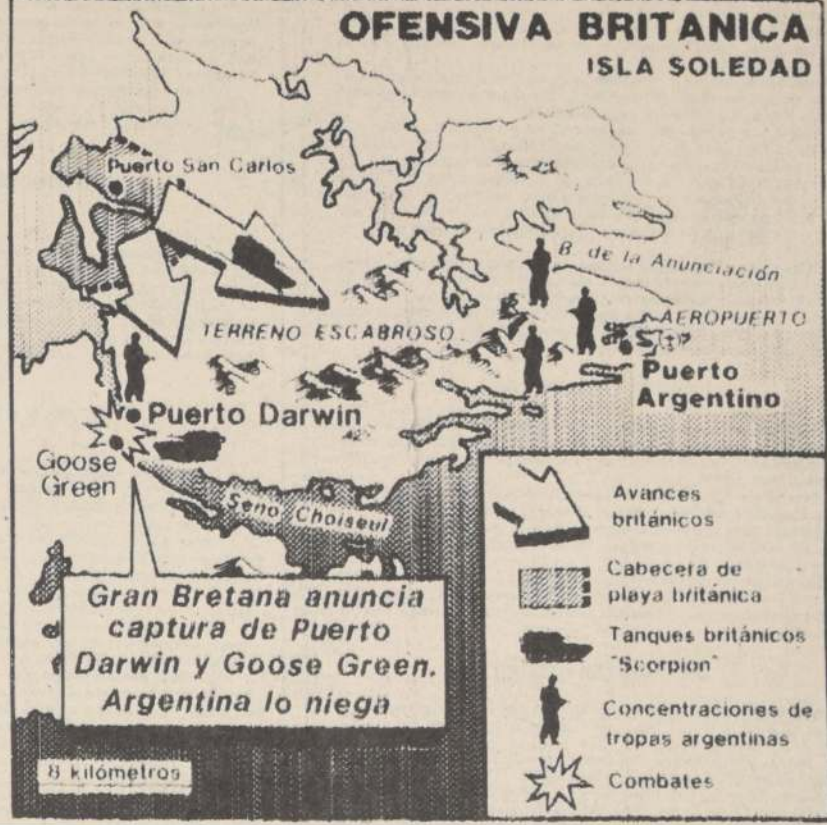 OFENSIVA BRITANICA
ISLA SOLEDAD
Puerto San Carlos
B. de la Anunciación
TERRENO ESCABROSO
AEROPUERTO
Puerto
Argentino
Puerto Darwin
Goose
Green
Seno Choiseul
Gran Bretana anuncia
captura de Puerto
Darwin y Goose Green.
Argentina lo niega
8 kilómetros
Avances
británicos
Cabecera de
playa británica
Tanques británicos
"Scorpion"
Concentraciones de
tropas argentinas
Combates